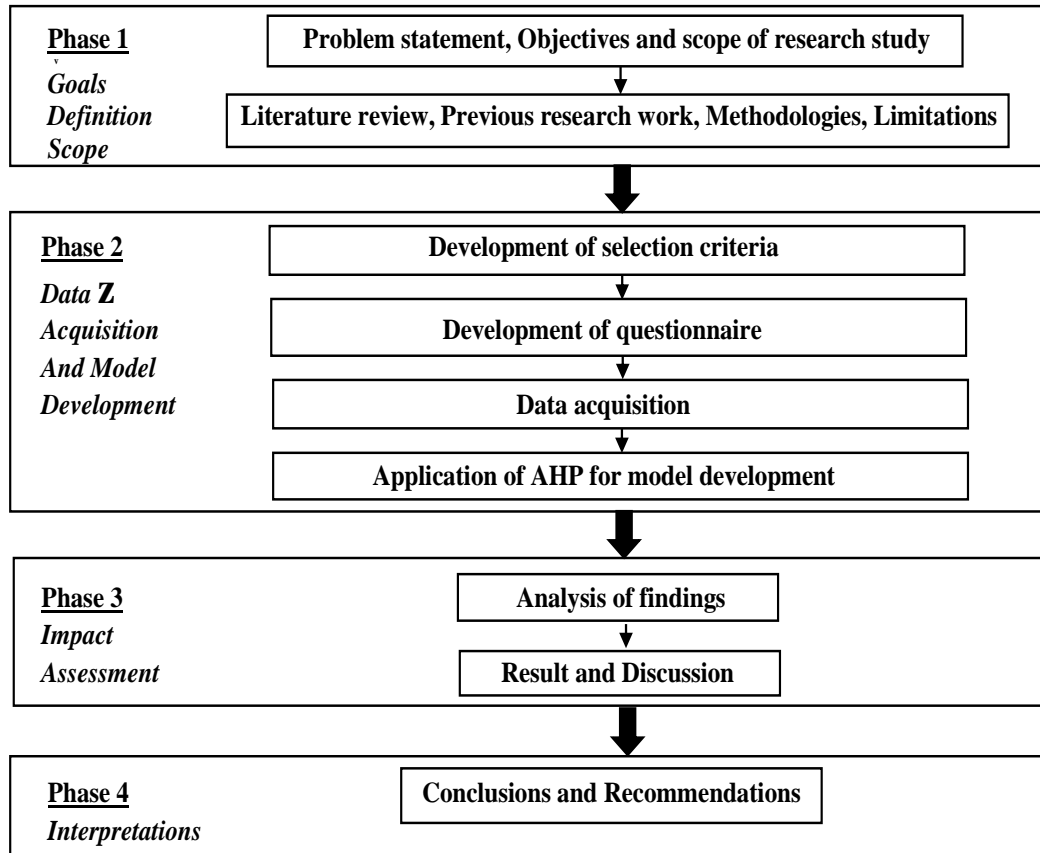 Phase 1
v
Goals
Definition
Scope
Problem statement, Objectives and scope of research study
Literature review, Previous research work, Methodologies, Limitations
Phase 2
Data Z
Acquisition
And Model
Development
Development of selection criteria
Development of questionnaire
Data acquisition
Application of AHP for model development
Phase 3
Impact
Assessment
Analysis of findings
Result and Discussion
Phase 4
Interpretations
Conclusions and Recommendations